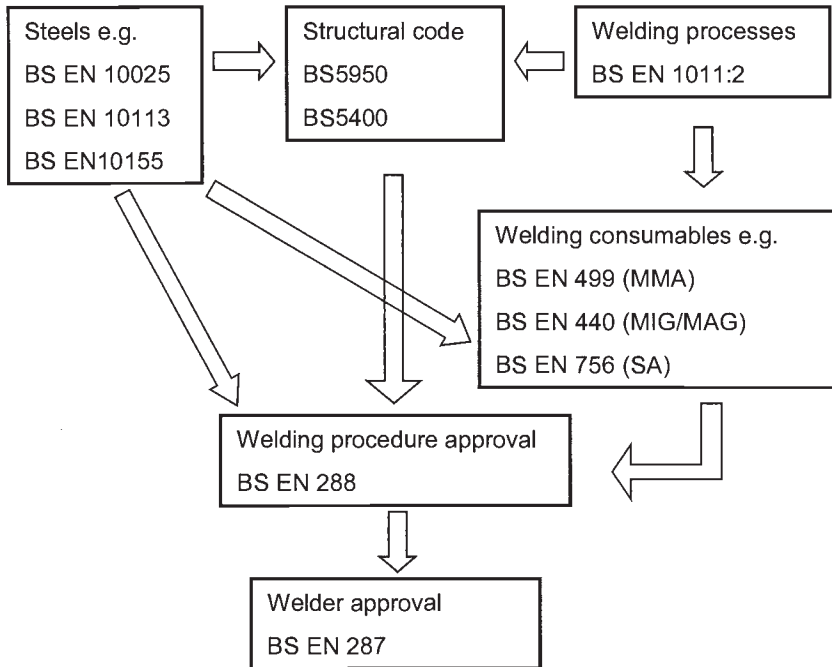 Steels e.g.
BS EN 10025
BS EN 10113
BS EN10155
Structural code
BS5950
BS5400
Welding processes
BS EN 1011:2
Welding consumables e.g.
BS EN 499 (MMA)
BS EN 440 (MIG/MAG)
BS EN 756 (SA)
Welding procedure approval
BS EN 288
Welder approval
BS EN 287